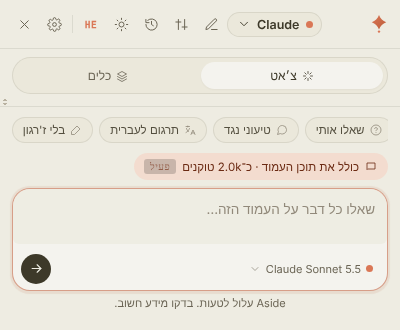 HE Claude
צ׳אט כלים
שאלו אותי טיעוני נגד תרגום לעברית בלי ז'רגון
כולל את תוכן העמוד · כ־2.0k טוקנים פעיל
שאלו כל דבר על העמוד הזה...
Claude Sonnet 5.5
Aside עלול לטעות. בדקו מידע חשוב.